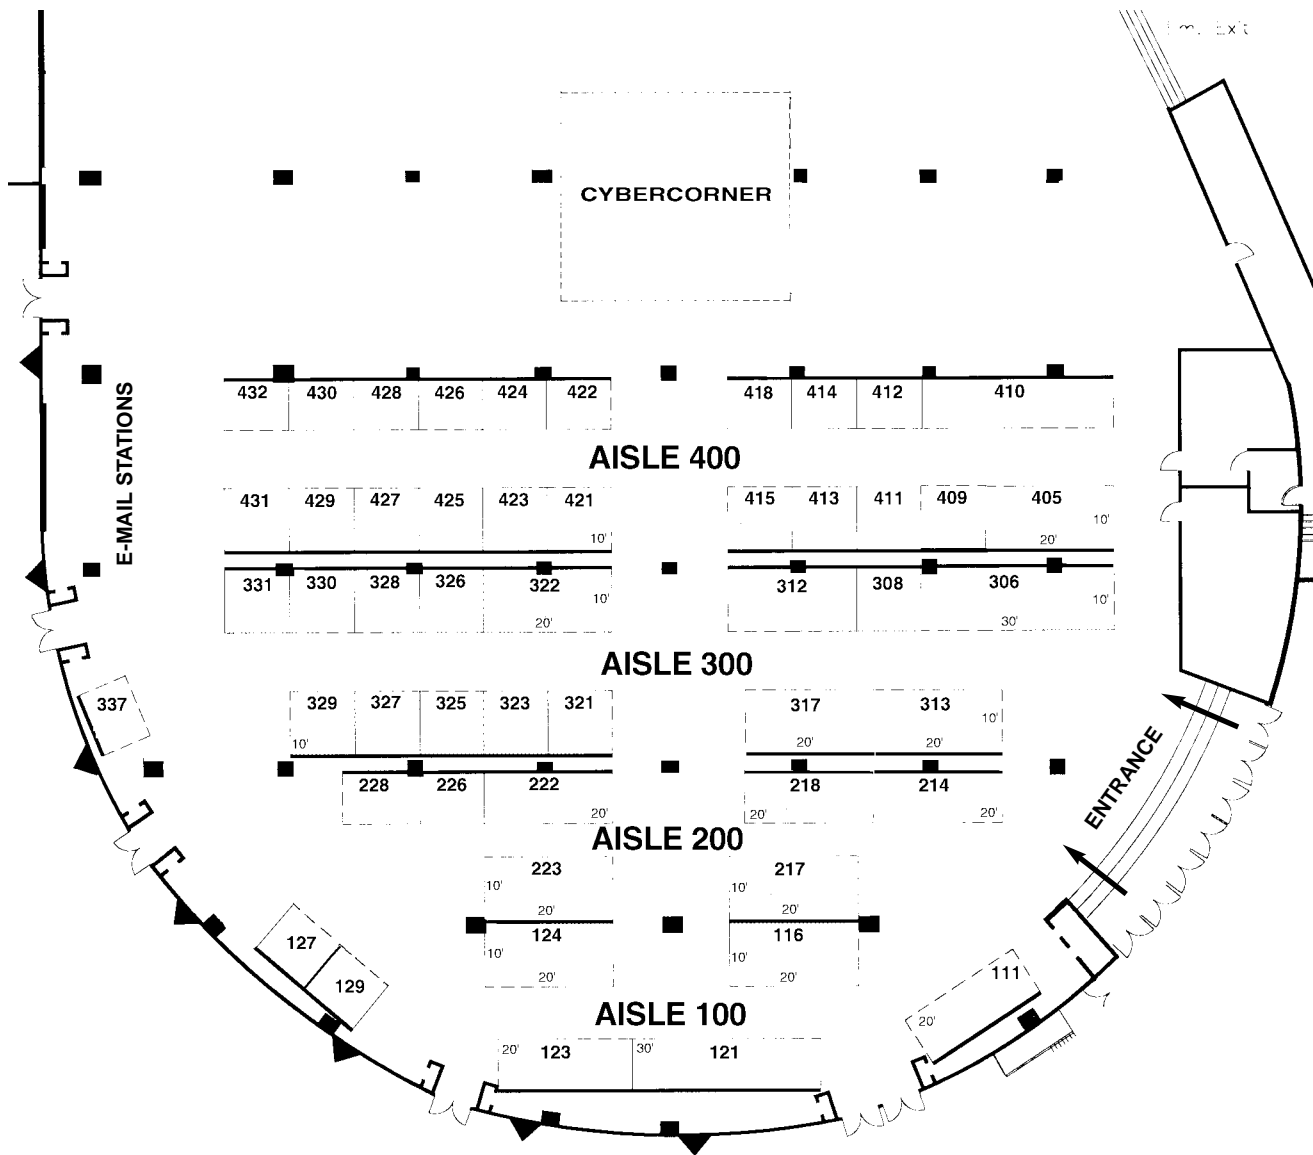 Em. Exit
CYBERCORNER
E-MAIL STATIONS
432 430 428 426 424 422 418 414 412 410
AISLE 400
431 429 427 425 423 421 415 413 411 409 405
10' 20' 10'
331 330 328 326 322 312 308 306
20' 10' 30' 10'
AISLE 300
337
329 327 325 323 321 317 313
10' 20' 20' 10'
228 226 222 218 214
20' 20' 20'
ENTRANCE
AISLE 200
223 217
10' 20' 10' 20'
124 116
10' 20' 10' 20'
127 129
111
20'
AISLE 100
20' 123 30' 121